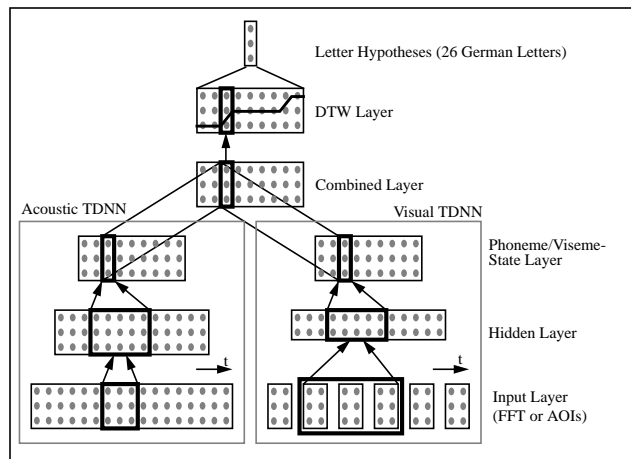 Letter Hypotheses (26 German Letters)
DTW Layer
Combined Layer
Acoustic TDNN
Visual TDNN
Phoneme/Viseme-
State Layer
Hidden Layer
t
t
Input Layer
(FFT or AOIs)